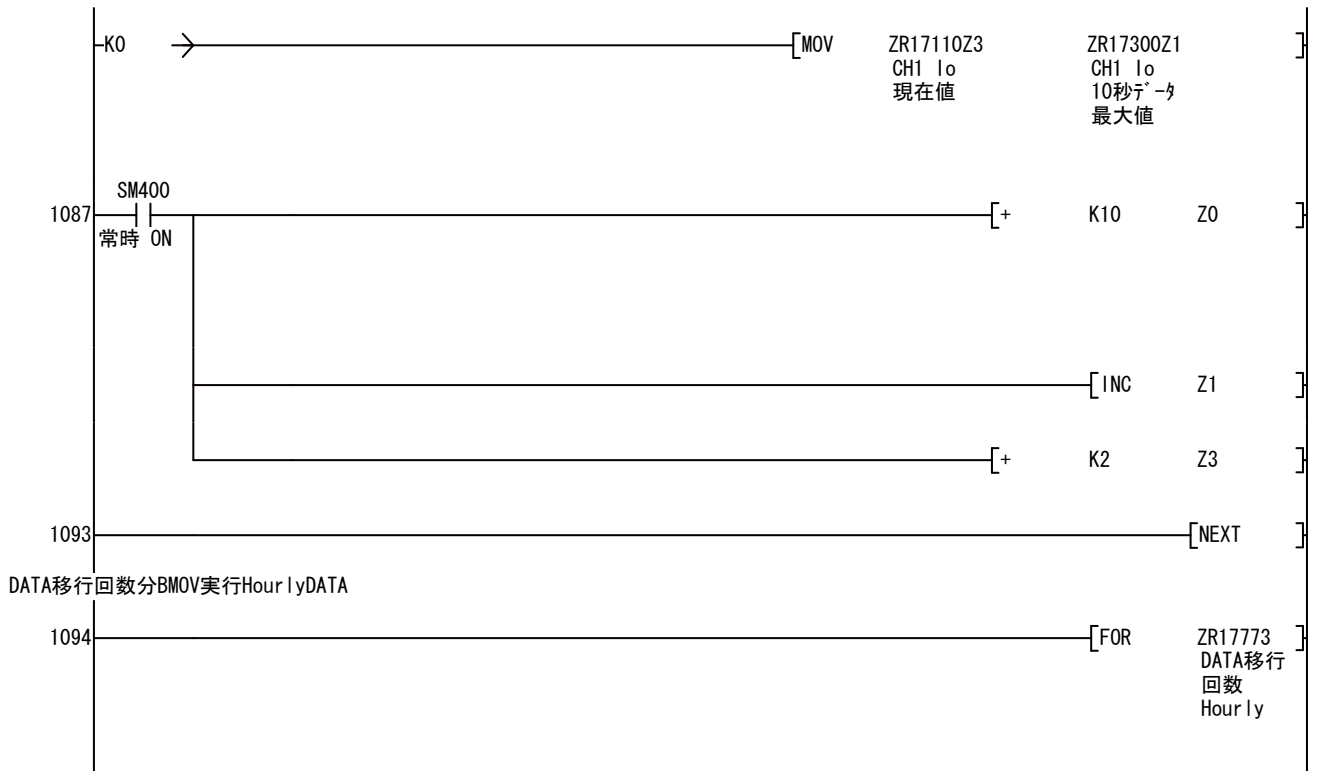 K0 [MOV ZR17110Z3 ZR17300Z1 ]
CH1 Io CH1 Io
現在値 10秒ﾃﾞｰﾀ
最大値
SM400
1087 [+ K10 Z0 ]
常時 ON
[INC Z1 ]
[+ K2 Z3 ]
1093 [NEXT ]
DATA移行回数分BMOV実行HourlyDATA
1094 [FOR ZR17773 ]
DATA移行
回数
Hourly